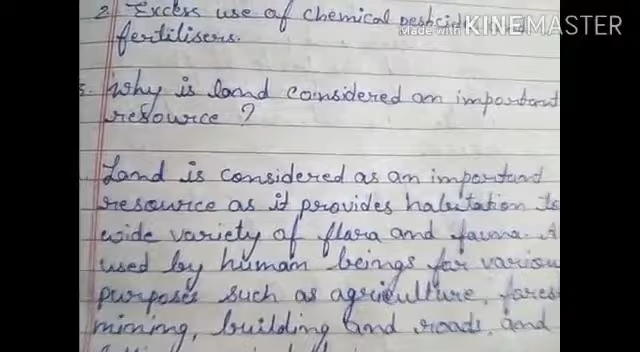 2. Excess use of chemical pesticid
fertilisers.
Made with KINEMASTER
5. Why is land considered an important
resource ?
Land is considered as an important
resource as it provides habitation to
wide variety of flora and fauna. A
used by human beings for variou
purposes such as agriculture, fores
mining, building and roads, and